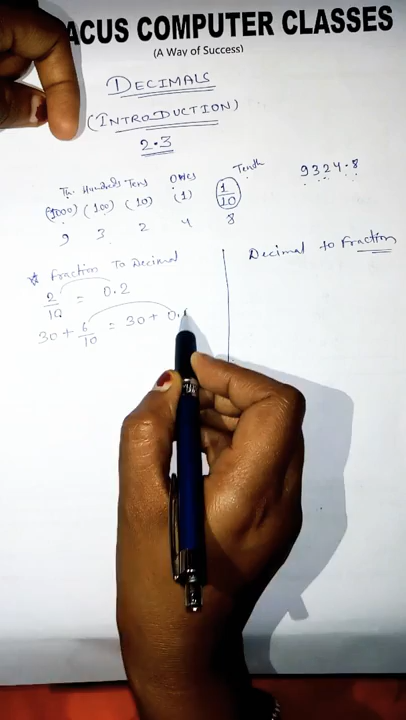 ACUS COMPUTER CLASSES
(A Way of Success)
DECIMALS
(INTRODUCTION)
2.3
Th. Hundreds Tens Ones Tenth
(1000) (100) (10) (1) 1/10
9 3 2 4 8
9324.8
Fraction To Decimal
2/10 = 0.2
30 + 6/10 = 30 + 0.
Decimal to Fraction